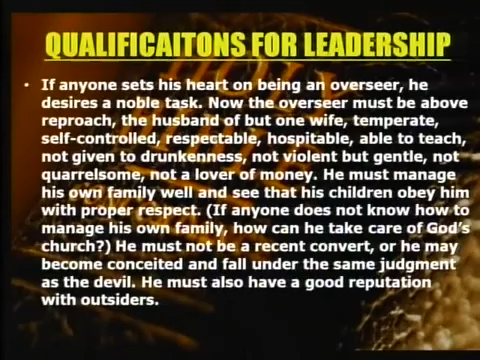 QUALIFICAITONS FOR LEADERSHIP
• If anyone sets his heart on being an overseer, he
desires a noble task. Now the overseer must be above
reproach, the husband of but one wife, temperate,
self-controlled, respectable, hospitable, able to teach,
not given to drunkenness, not violent but gentle, not
quarrelsome, not a lover of money. He must manage
his own family well and see that his children obey him
with proper respect. (If anyone does not know how to
manage his own family, how can he take care of God's
church?) He must not be a recent convert, or he may
become conceited and fall under the same judgment
as the devil. He must also have a good reputation
with outsiders.